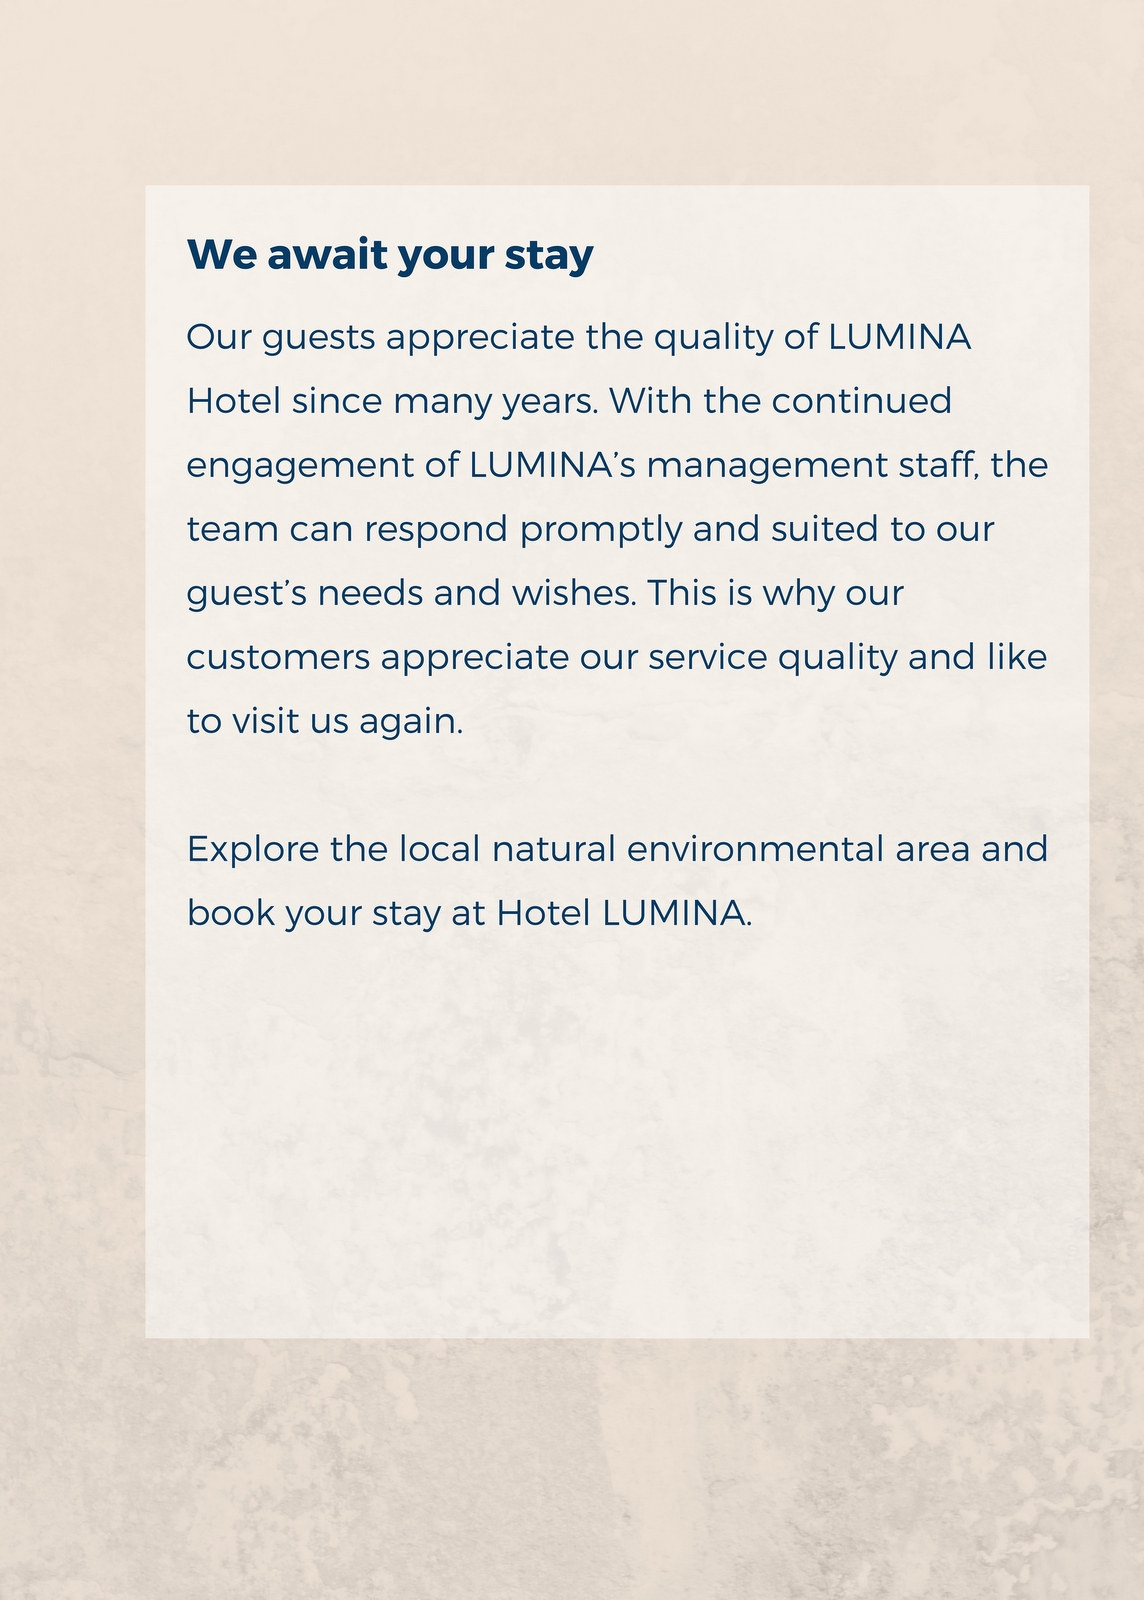 We await your stay
Our guests appreciate the quality of LUMINA
Hotel since many years. With the continued
engagement of LUMINA’s management staff, the
team can respond promptly and suited to our
guest’s needs and wishes. This is why our
customers appreciate our service quality and like
to visit us again.
Explore the local natural environmental area and
book your stay at Hotel LUMINA.